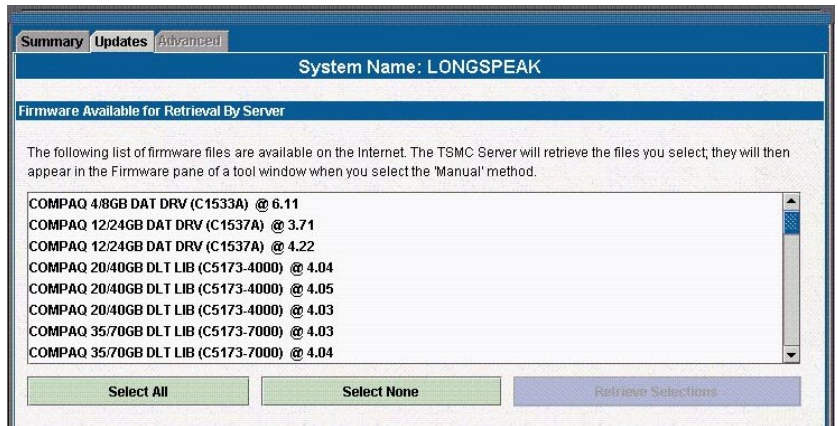 Summary Updates Advanced
System Name: LONGSPEAK
Firmware Available for Retrieval By Server
The following list of firmware files are available on the Internet. The TSMC Server will retrieve the files you select; they will then
appear in the Firmware pane of a tool window when you select the 'Manual' method.
COMPAQ 4/8GB DAT DRV (C1533A) @ 6.11
COMPAQ 12/24GB DAT DRV (C1537A) @ 3.71
COMPAQ 12/24GB DAT DRV (C1537A) @ 4.22
COMPAQ 20/40GB DLT LIB (C5173-4000) @ 4.04
COMPAQ 20/40GB DLT LIB (C5173-4000) @ 4.05
COMPAQ 20/40GB DLT LIB (C5173-4000) @ 4.03
COMPAQ 35/70GB DLT LIB (C5173-7000) @ 4.03
COMPAQ 35/70GB DLT LIB (C5173-7000) @ 4.04
Select All Select None Retrieve Selections